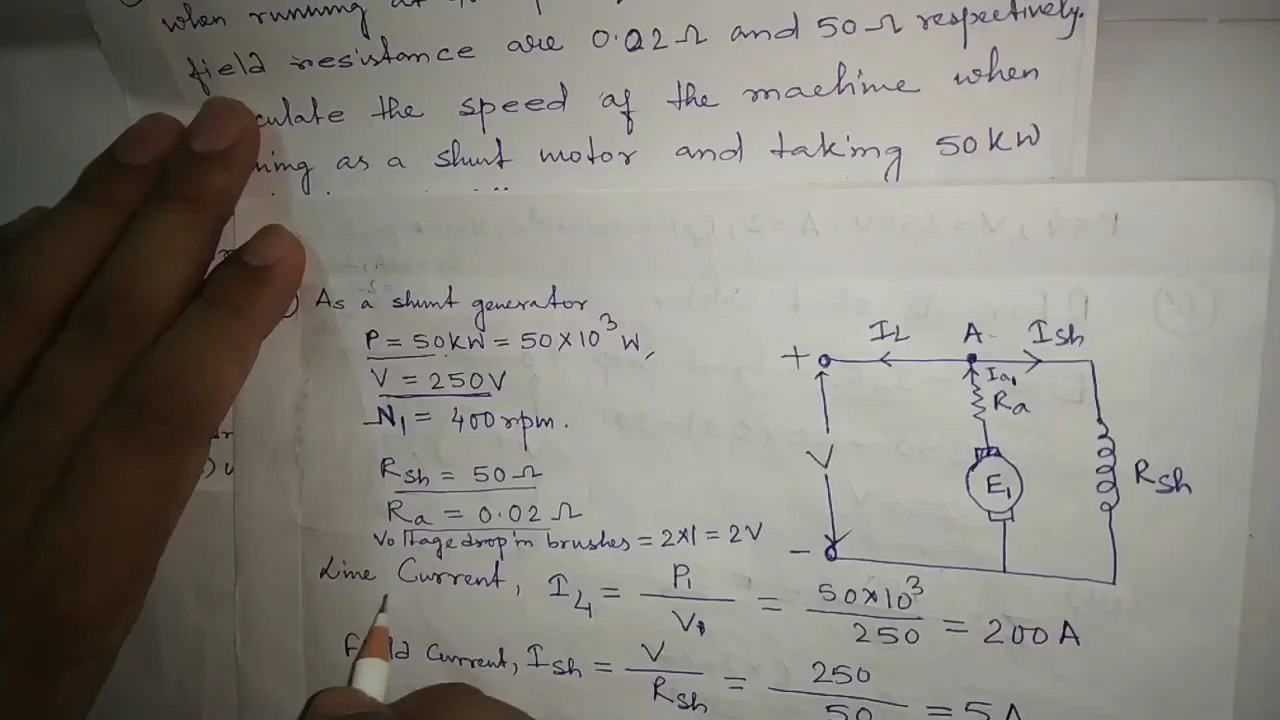 when running at
field resistance are 0.02Ω and 50Ω respectively.
culate the speed of the machine when
ning as a shunt motor and taking 50kW
) As a shunt generator
P = 50KW = 50×10³ W,
V = 250V
N₁ = 400 rpm.
Rsh = 50Ω
Ra = 0.02Ω
Voltage drop in brushes = 2×1 = 2V
Line Current, IL₁ = P₁ / V₁ = 50×10³ / 250 = 200A
Field Current, Ish = V / Rsh = 250 / 50 = 5A
IL A Ish
+
Ia₁
Ra
V
E₁
Rsh
−